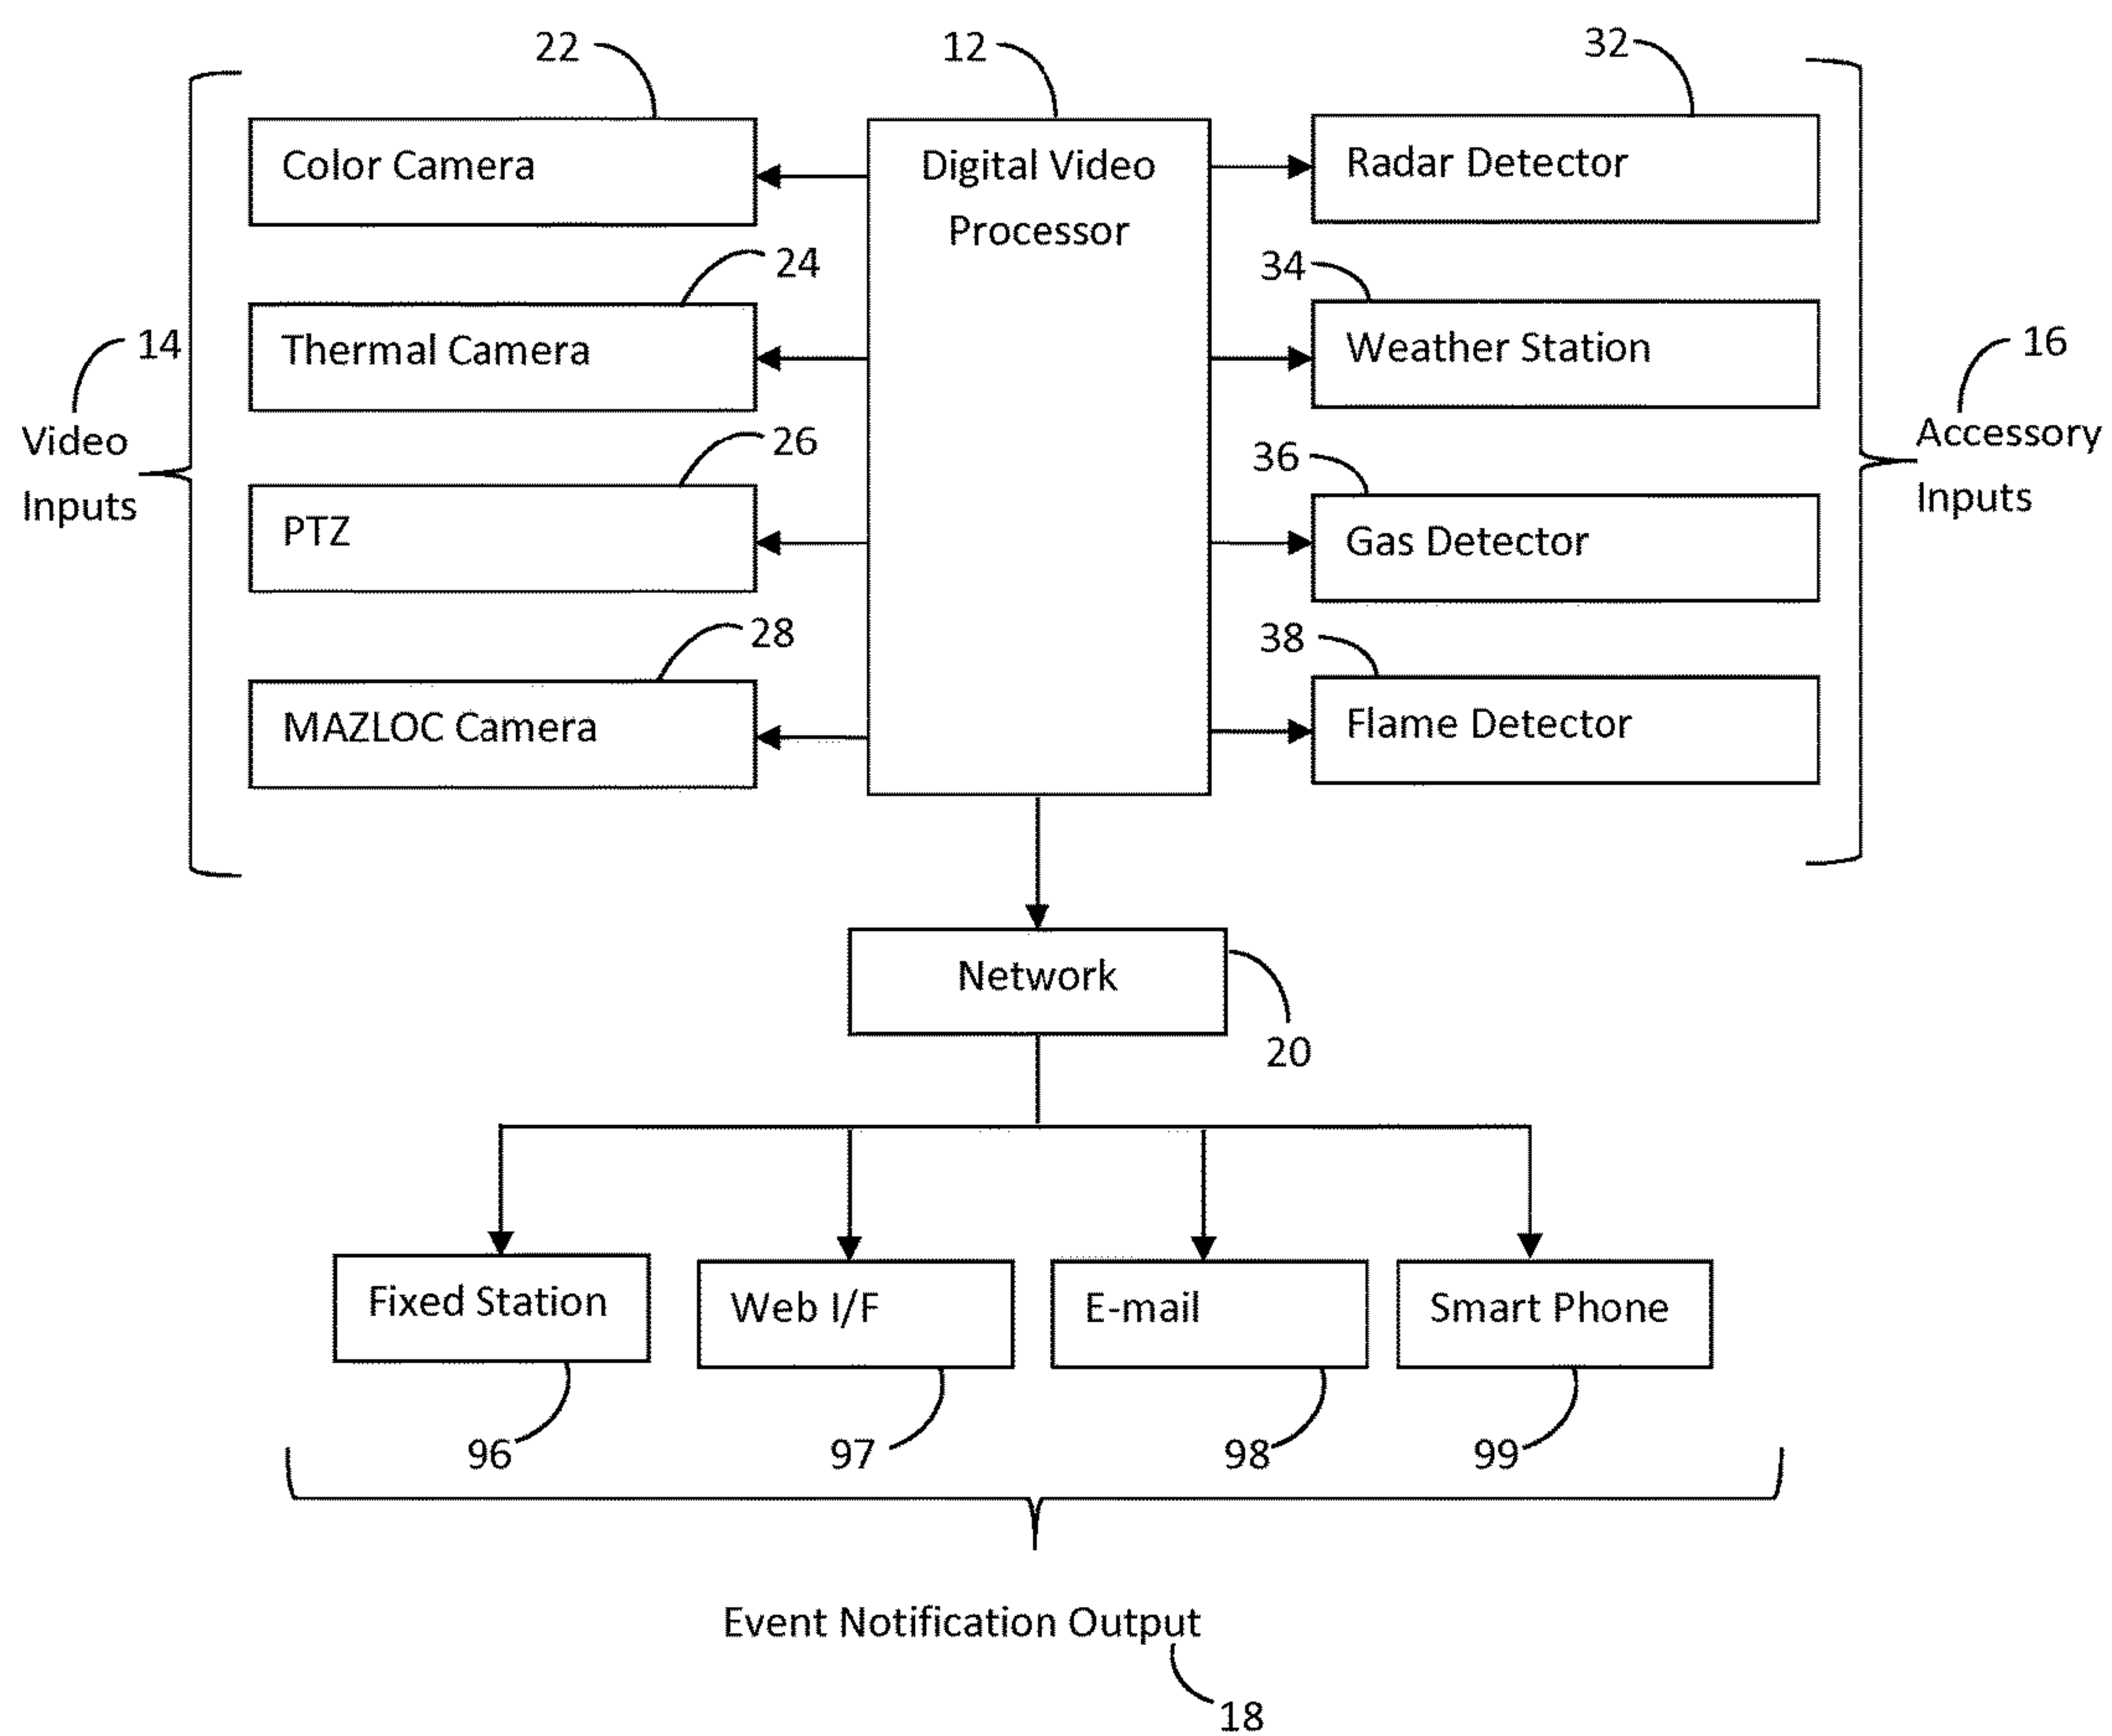 22
12
32
Color Camera
Digital Video
Processor
Radar Detector
24
34
Thermal Camera
Weather Station
14
Video
Inputs
16
Accessory
Inputs
26
36
PTZ
Gas Detector
28
38
MAZLOC Camera
Flame Detector
Network
20
Fixed Station
Web I/F
E-mail
Smart Phone
96
97
98
99
Event Notification Output
18